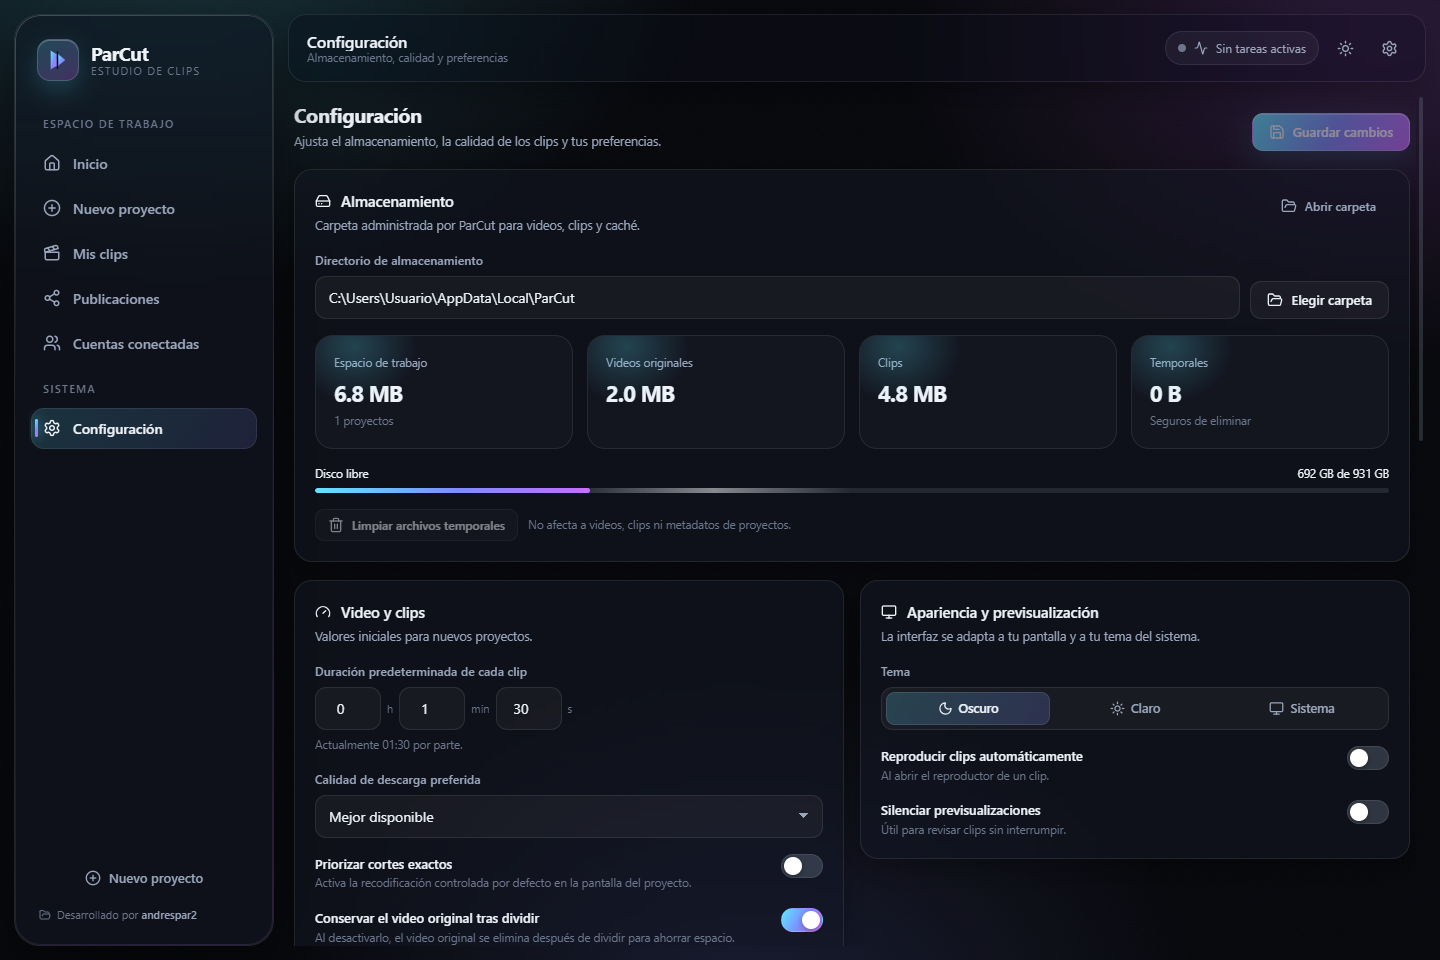 ParCut
ESTUDIO DE CLIPS
ESPACIO DE TRABAJO
Inicio
Nuevo proyecto
Mis clips
Publicaciones
Cuentas conectadas
SISTEMA
Configuración
Nuevo proyecto
Desarrollado por andrespar2
Configuración
Almacenamiento, calidad y preferencias
Sin tareas activas
Configuración
Ajusta el almacenamiento, la calidad de los clips y tus preferencias.
Guardar cambios
Almacenamiento
Carpeta administrada por ParCut para videos, clips y caché.
Abrir carpeta
Directorio de almacenamiento
C:\Users\Usuario\AppData\Local\ParCut
Elegir carpeta
Espacio de trabajo
6.8 MB
1 proyectos
Videos originales
2.0 MB
Clips
4.8 MB
Temporales
0 B
Seguros de eliminar
Disco libre
692 GB de 931 GB
Limpiar archivos temporales
No afecta a videos, clips ni metadatos de proyectos.
Video y clips
Valores iniciales para nuevos proyectos.
Duración predeterminada de cada clip
0 h 1 min 30 s
Actualmente 01:30 por parte.
Calidad de descarga preferida
Mejor disponible
Priorizar cortes exactos
Activa la recodificación controlada por defecto en la pantalla del proyecto.
Conservar el video original tras dividir
Al desactivarlo, el video original se elimina después de dividir para ahorrar espacio.
Apariencia y previsualización
La interfaz se adapta a tu pantalla y a tu tema del sistema.
Tema
Oscuro
Claro
Sistema
Reproducir clips automáticamente
Al abrir el reproductor de un clip.
Silenciar previsualizaciones
Útil para revisar clips sin interrumpir.